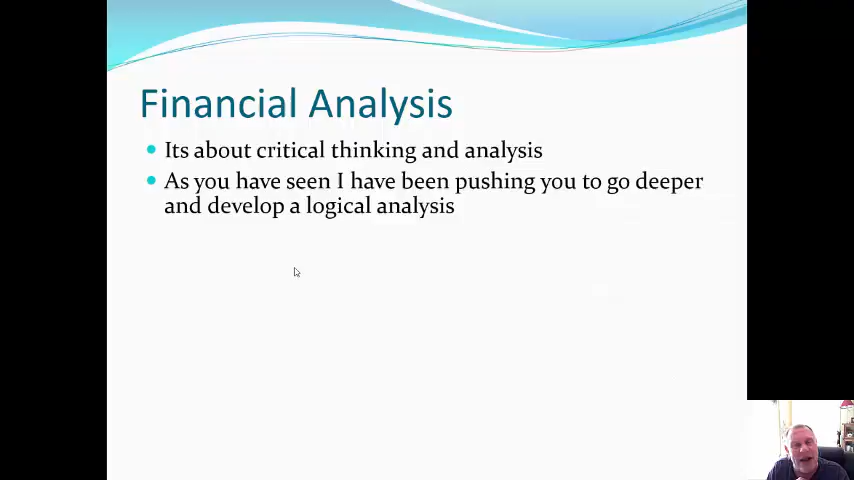 Financial Analysis
Its about critical thinking and analysis
As you have seen I have been pushing you to go deeper
and develop a logical analysis